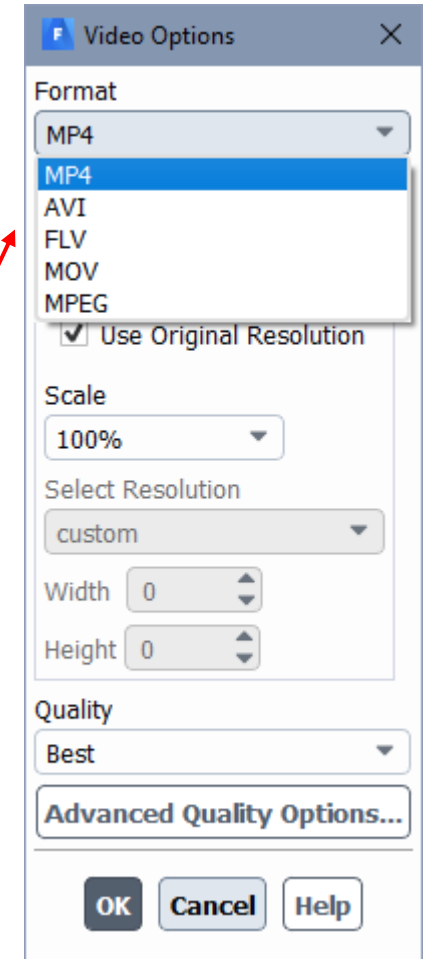 F Video Options
Format
MP4
MP4
AVI
FLV
MOV
MPEG
Use Original Resolution
Scale
100%
Select Resolution
custom
Width 0
Height 0
Quality
Best
Advanced Quality Options...
OK Cancel Help